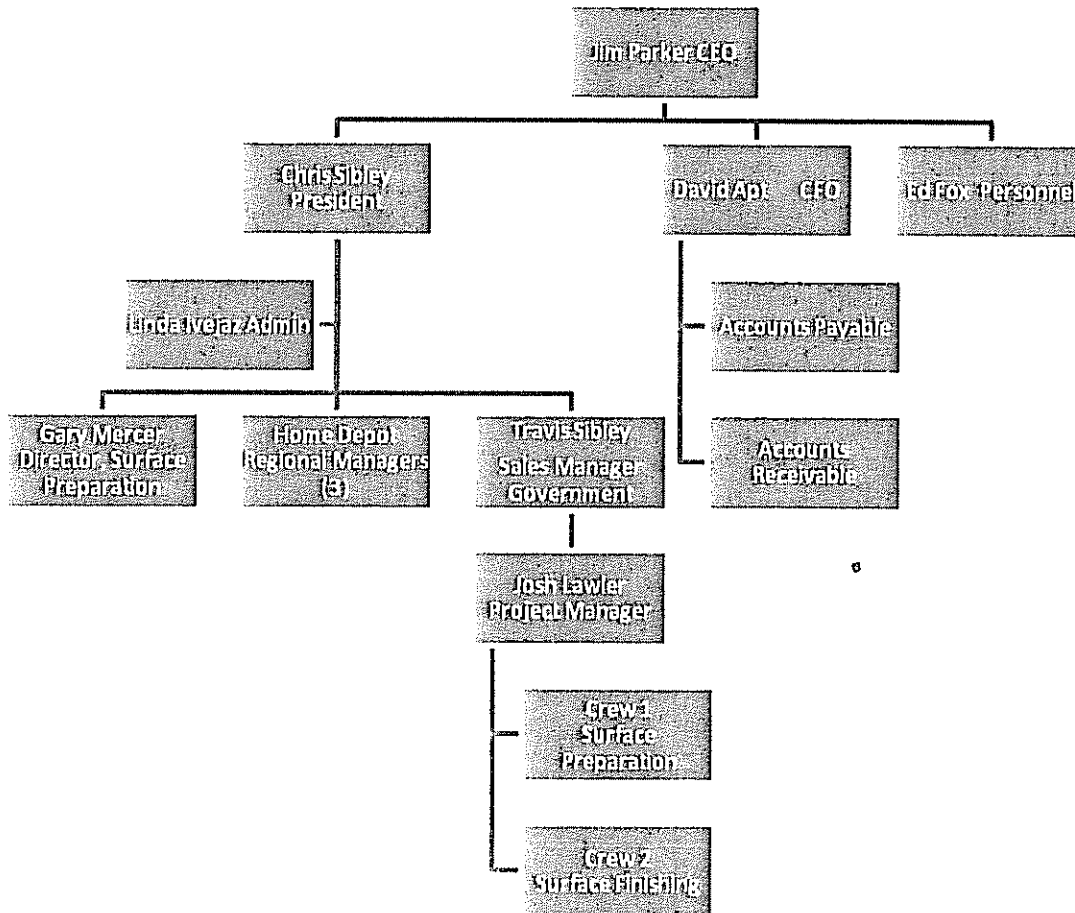 Jim Parker CEO
Chris Sibley
President
David Apt CFO
Ed Fox Personnel
Linda Ivejaz Admin
Accounts Payable
Gary Mercer
Director, Surface
Preparation
Home Depot
Regional Managers
(3)
Travis Sibley
Sales Manager
Government
Accounts
Receivable
Josh Lawler
Project Manager
Crew 1
Surface
Preparation
Crew 2
Surface Finishing